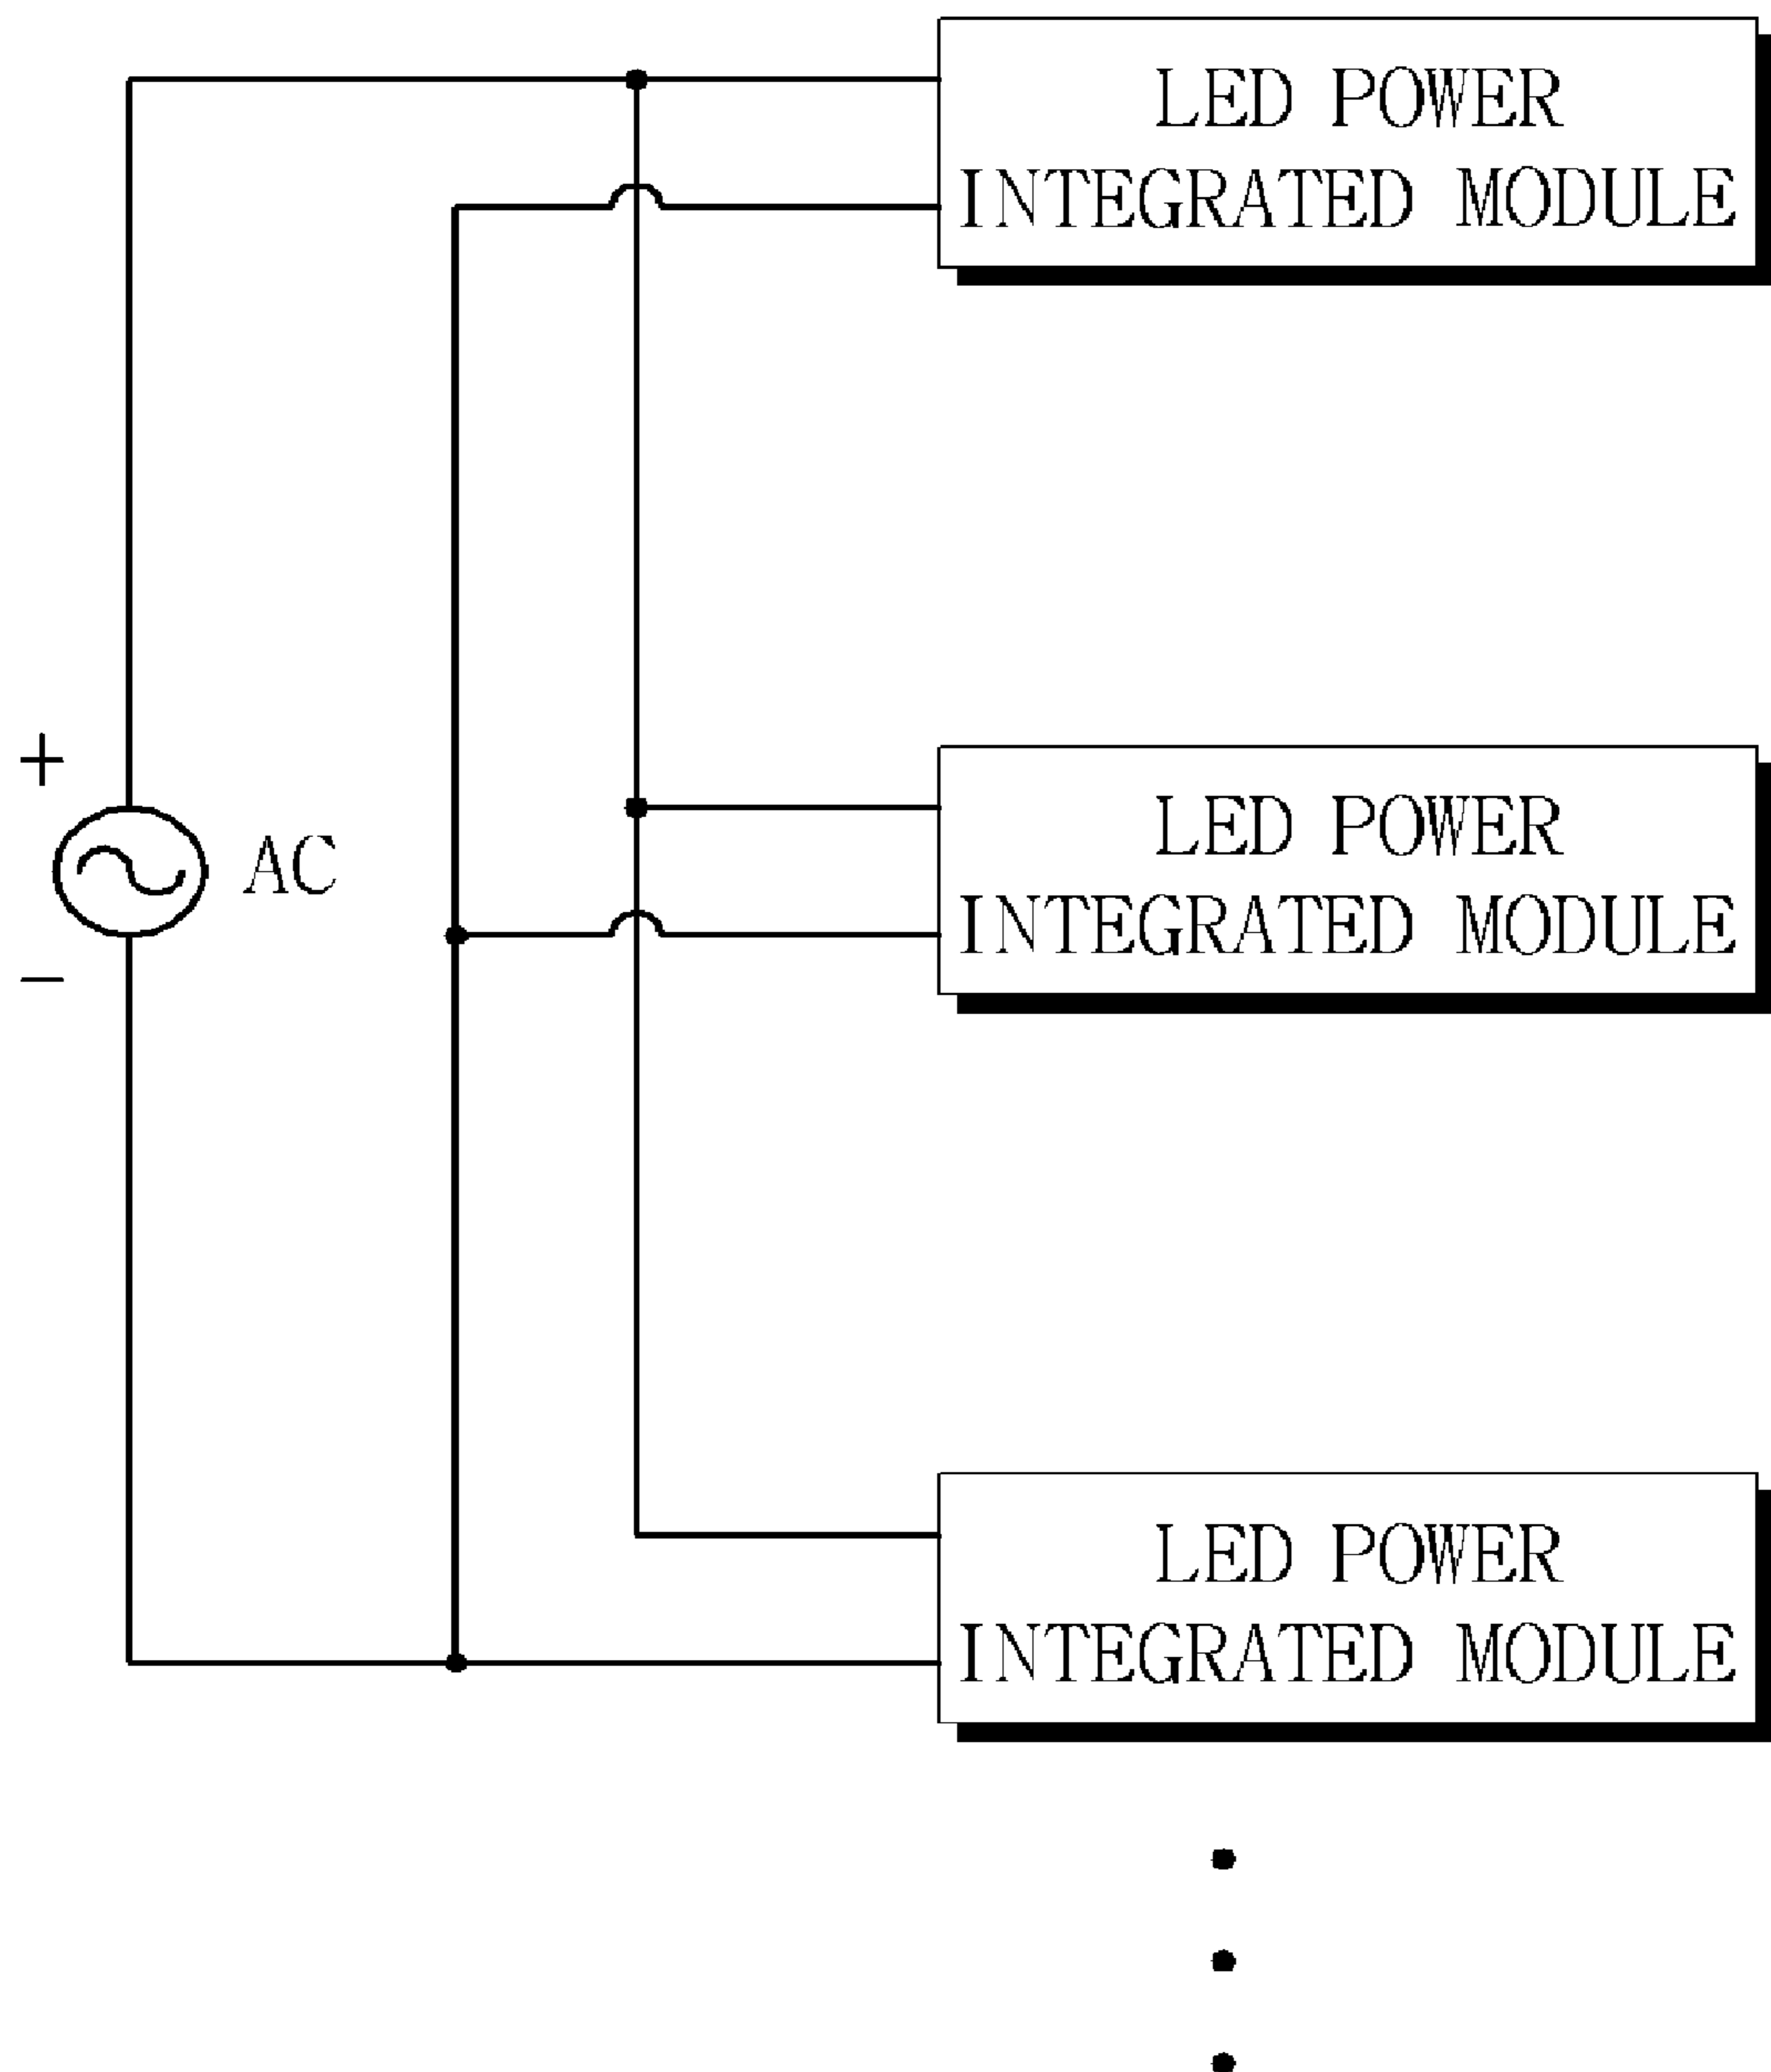 LED POWER
INTEGRATED MODULE
+
AC
−
LED POWER
INTEGRATED MODULE
LED POWER
INTEGRATED MODULE